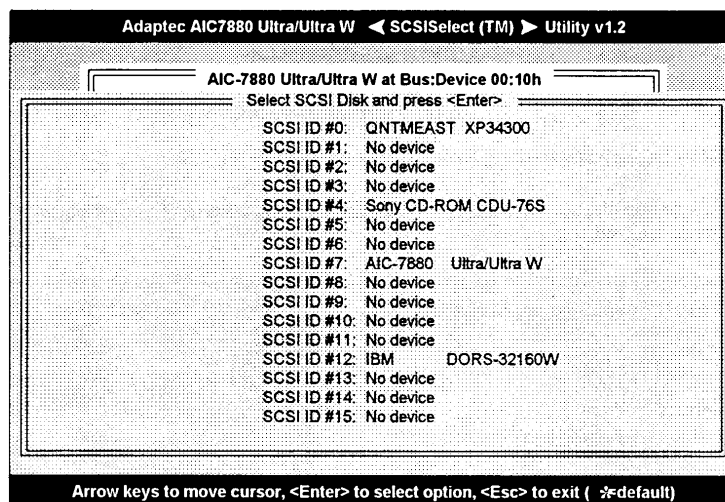 Adaptec AIC7880 Ultra/Ultra W ◄ SCSISelect (TM) ► Utility v1.2
AIC-7880 Ultra/Ultra W at Bus:Device 00:10h
Select SCSI Disk and press <Enter>
SCSI ID #0: QNTMEAST XP34300
SCSI ID #1: No device
SCSI ID #2: No device
SCSI ID #3: No device
SCSI ID #4: Sony CD-ROM CDU-76S
SCSI ID #5: No device
SCSI ID #6: No device
SCSI ID #7: AIC-7880 Ultra/Ultra W
SCSI ID #8: No device
SCSI ID #9: No device
SCSI ID #10: No device
SCSI ID #11: No device
SCSI ID #12: IBM DORS-32160W
SCSI ID #13: No device
SCSI ID #14: No device
SCSI ID #15: No device
Arrow keys to move cursor, <Enter> to select option, <Esc> to exit ( *=default)